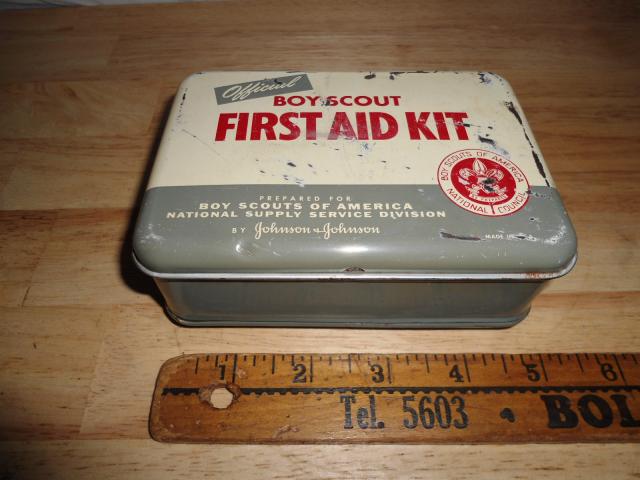 Official
BOY SCOUT
FIRST AID KIT
BOY SCOUTS OF AMERICA
NATIONAL COUNCIL
PREPARED FOR
BOY SCOUTS OF AMERICA
NATIONAL SUPPLY SERVICE DIVISION
BY Johnson & Johnson
MADE
1 2 3 4 5 6
Tel. 5603